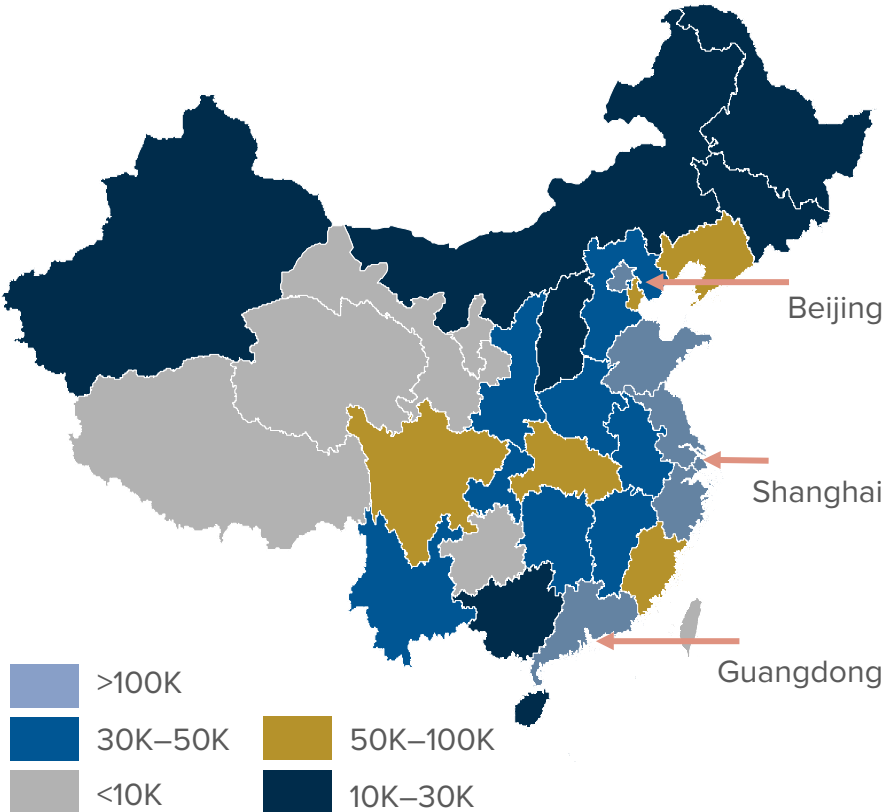 Beijing
Shanghai
Guangdong
>100K
30K–50K
50K–100K
<10K
10K–30K